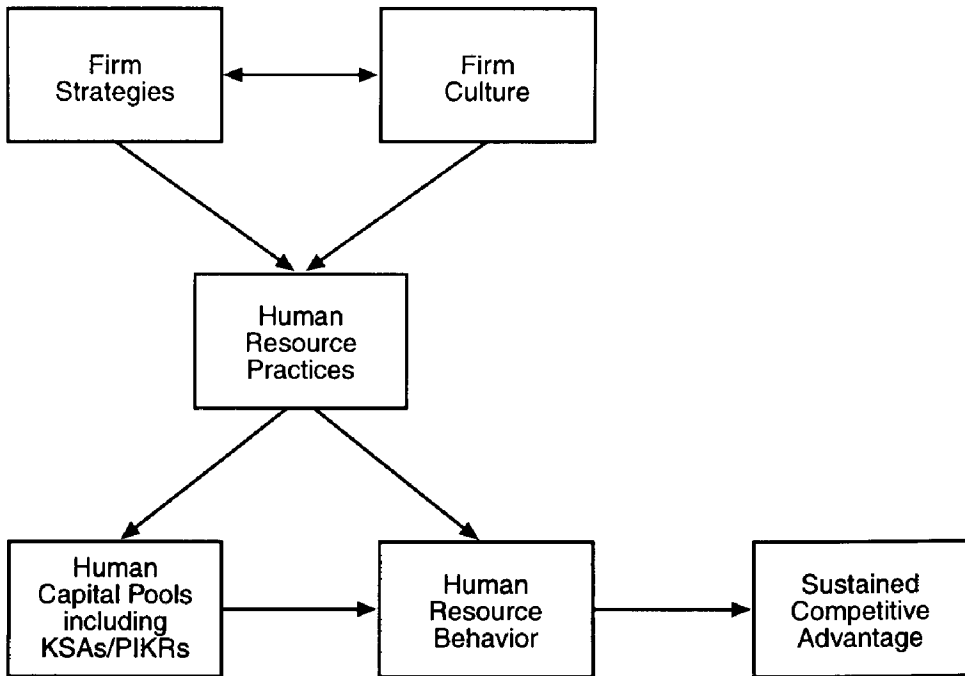 Firm
Strategies
Firm
Culture
Human
Resource
Practices
Human
Capital Pools
including
KSAs/PIKRs
Human
Resource
Behavior
Sustained
Competitive
Advantage